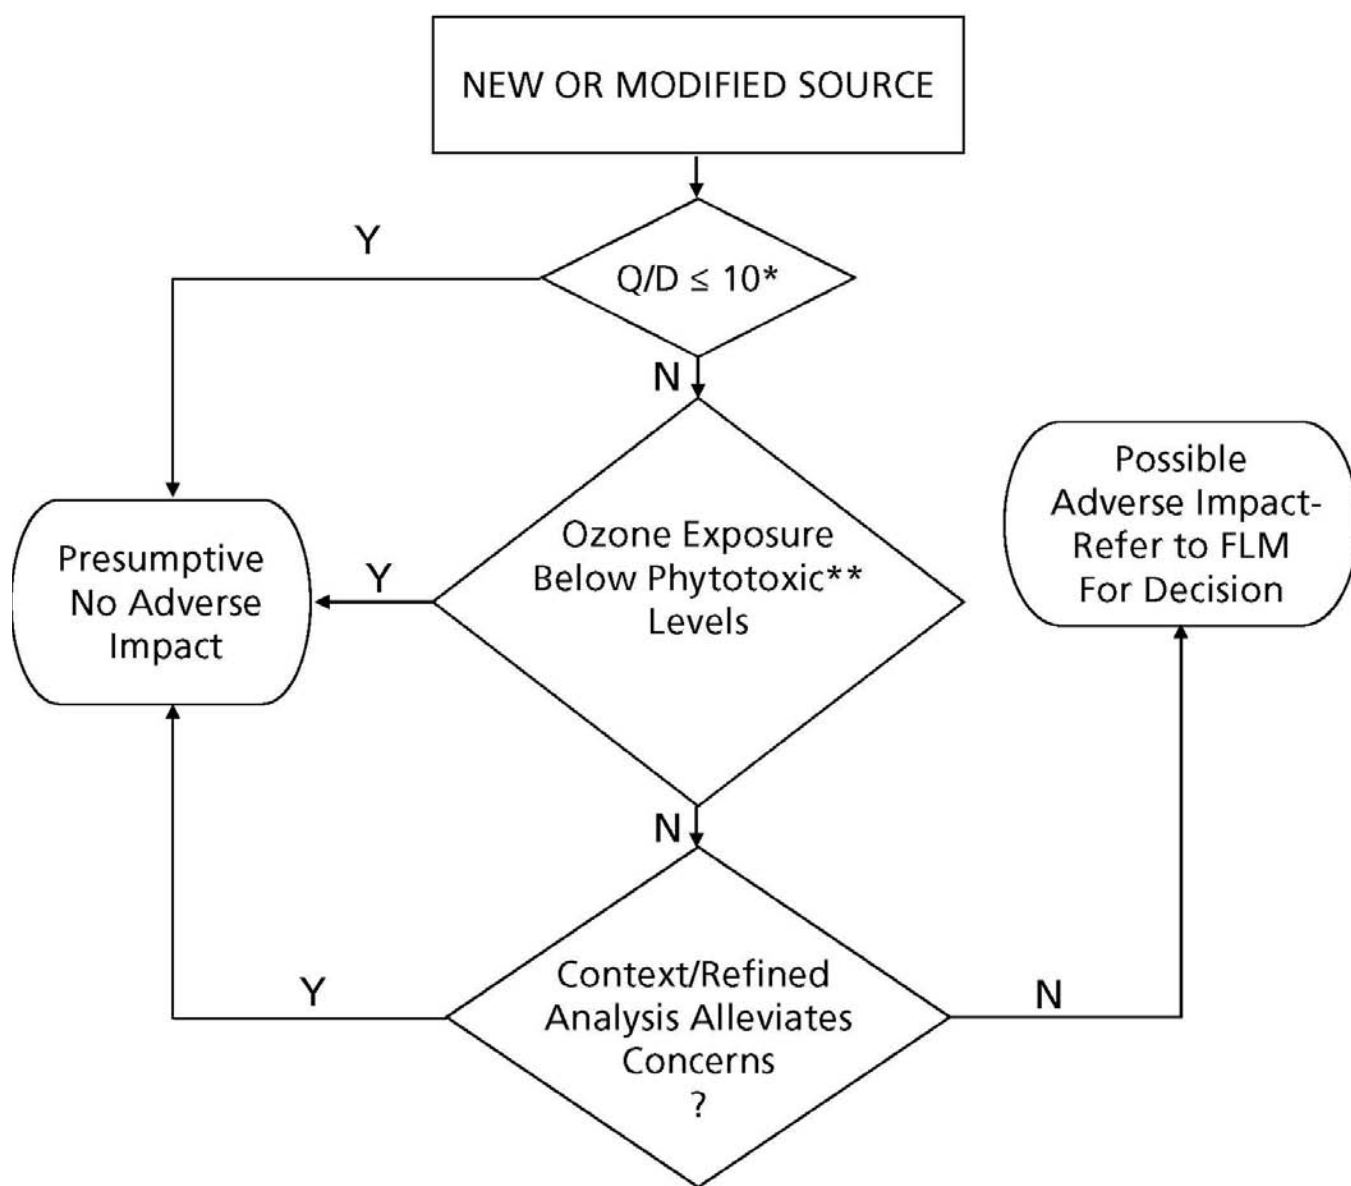 NEW OR MODIFIED SOURCE
Y
Q/D ≤ 10*
N
Ozone Exposure
Below Phytotoxic**
Levels
Y
Presumptive
No Adverse
Impact
Possible
Adverse Impact-
Refer to FLM
For Decision
N
Context/Refined
Analysis Alleviates
Concerns
?
Y
N